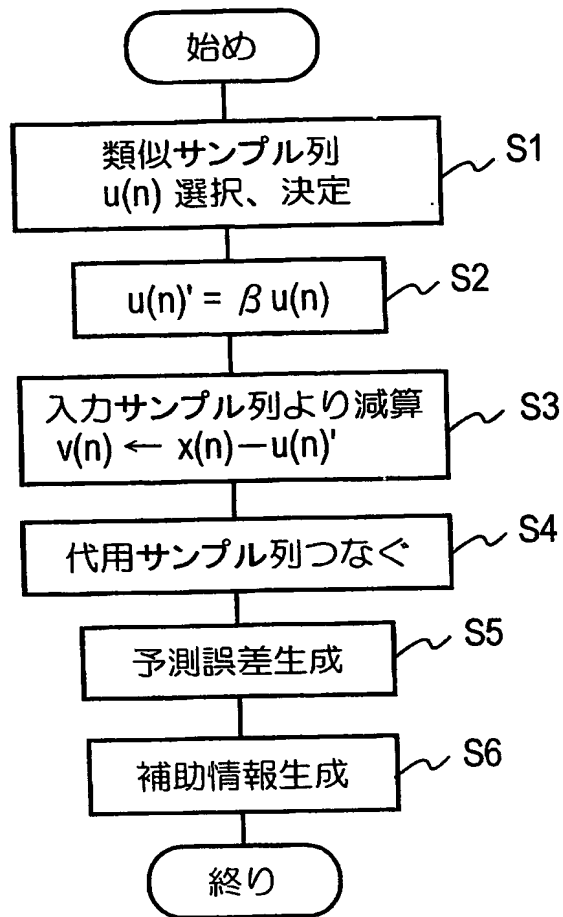 始め
類似サンプル列
u(n) 選択、決定
S1
u(n)' = β u(n)
S2
入力サンプル列より減算
v(n) ← x(n)−u(n)'
S3
代用サンプル列つなぐ
S4
予測誤差生成
S5
補助情報生成
S6
終り